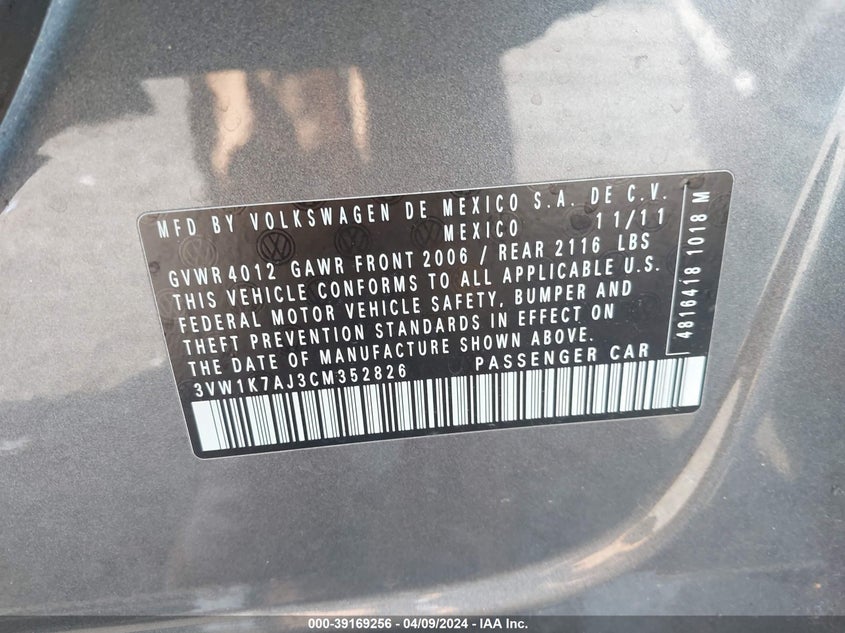 MFD BY VOLKSWAGEN DE MEXICO S.A. DE C.V.
MEXICO 11/11
GVWR 4012 GAWR FRONT 2006 / REAR 2116 LBS
THIS VEHICLE CONFORMS TO ALL APPLICABLE U.S.
FEDERAL MOTOR VEHICLE SAFETY, BUMPER AND
THEFT PREVENTION STANDARDS IN EFFECT ON
THE DATE OF MANUFACTURE SHOWN ABOVE.
3VW1K7AJ3CM352826 PASSENGER CAR
4816418 1018 M
000-39169256 - 04/09/2024 - IAA Inc.